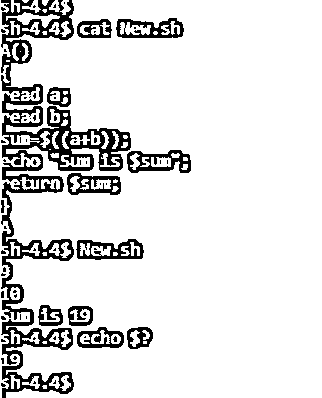 sh-4.4$
sh-4.4$ cat New.sh
A()
{
read a;
read b;
sum=$((a+b));
echo "Sum is $sum";
return $sum;
}
A
sh-4.4$ New.sh
9
10
Sum is 19
sh-4.4$ echo $?
19
sh-4.4$